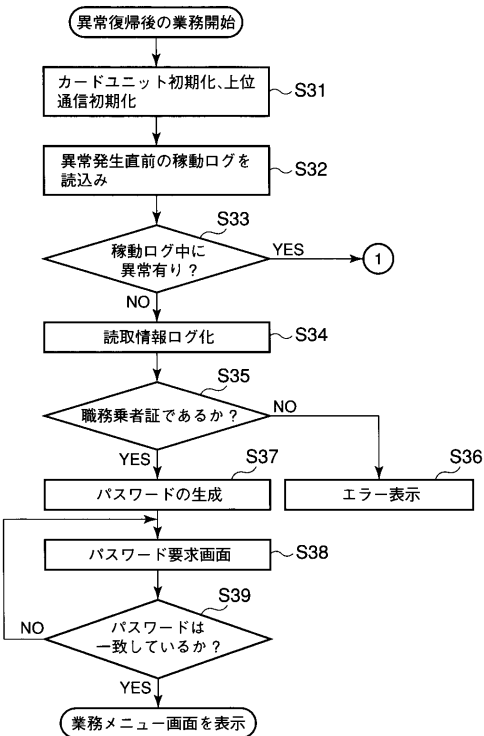 異常復帰後の業務開始
カードユニット初期化、上位
通信初期化
S31
異常発生直前の稼動ログを
読込み
S32
S33
稼動ログ中に
異常有り?
YES
1
NO
読取情報ログ化
S34
S35
職務乗者証であるか?
NO
YES
S37
S36
パスワードの生成
エラー表示
パスワード要求画面
S38
S39
パスワードは
一致しているか?
NO
YES
業務メニュー画面を表示